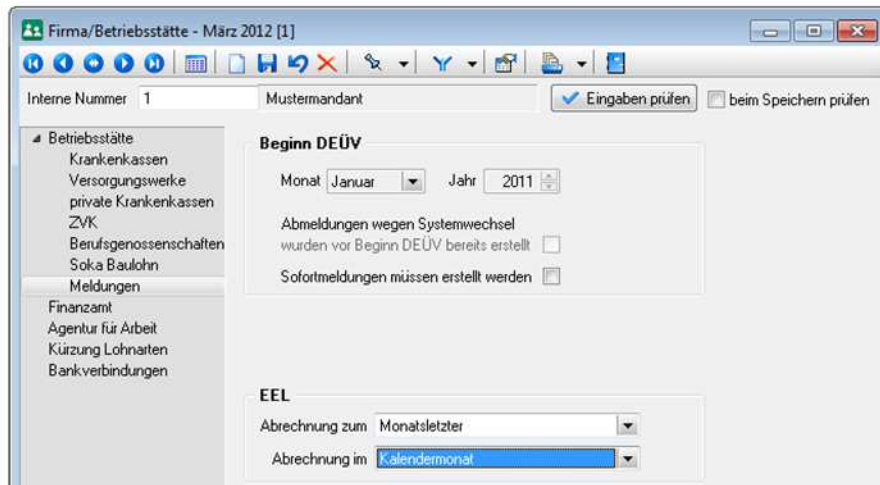 Firma/Betriebsstätte - März 2012 [1]
Interne Nummer 1 Mustermandant Eingaben prüfen beim Speichern prüfen
Betriebsstätte
Krankenkassen
Versorgungswerke
private Krankenkassen
ZVK
Berufsgenossenschaften
Soka Baulohn
Meldungen
Finanzamt
Agentur für Arbeit
Kürzung Lohnarten
Bankverbindungen
Beginn DEÜV
Monat Januar Jahr 2011
Abmeldungen wegen Systemwechsel
wurden vor Beginn DEÜV bereits erstellt
Sofortmeldungen müssen erstellt werden
EEL
Abrechnung zum Monatsletzter
Abrechnung im Kalendermonat